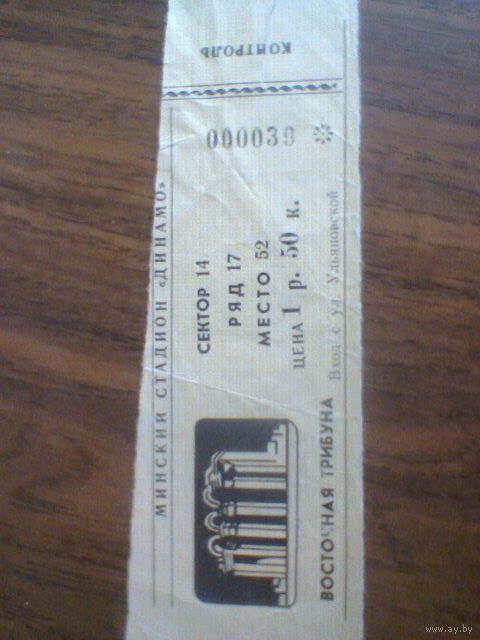 КОНТРОЛЬ
000039
МИНСКИЙ СТАДИОН «ДИНАМО»
СЕКТОР 14
РЯД 17
МЕСТО 52
ЦЕНА 1 р. 50 к.
ВОСТОЧНАЯ ТРИБУНА Вход с ул. Ульяновской
www.ay.by